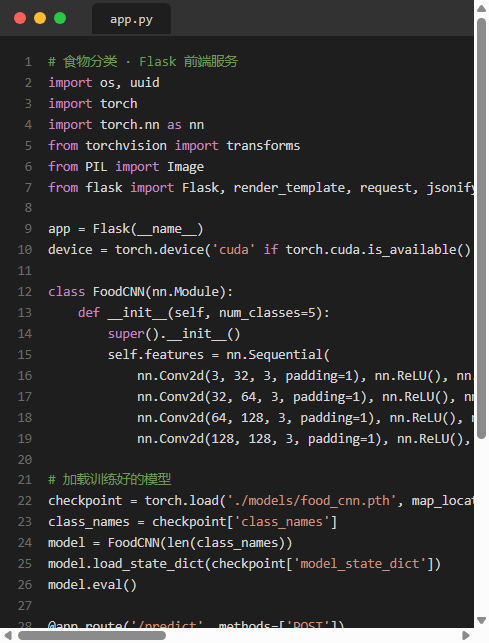 app.py
1 # 食物分类 · Flask 前端服务
2 import os, uuid
3 import torch
4 import torch.nn as nn
5 from torchvision import transforms
6 from PIL import Image
7 from flask import Flask, render_template, request, jsonify
8
9 app = Flask(__name__)
10 device = torch.device('cuda' if torch.cuda.is_available()
11
12 class FoodCNN(nn.Module):
13     def __init__(self, num_classes=5):
14         super().__init__()
15         self.features = nn.Sequential(
16             nn.Conv2d(3, 32, 3, padding=1), nn.ReLU(), nn.
17             nn.Conv2d(32, 64, 3, padding=1), nn.ReLU(), nn
18             nn.Conv2d(64, 128, 3, padding=1), nn.ReLU(), n
19             nn.Conv2d(128, 128, 3, padding=1), nn.ReLU(),
20
21 # 加载训练好的模型
22 checkpoint = torch.load('./models/food_cnn.pth', map_locat
23 class_names = checkpoint['class_names']
24 model = FoodCNN(len(class_names))
25 model.load_state_dict(checkpoint['model_state_dict'])
26 model.eval()
27
28 @app.route('/predict', methods=['POST'])